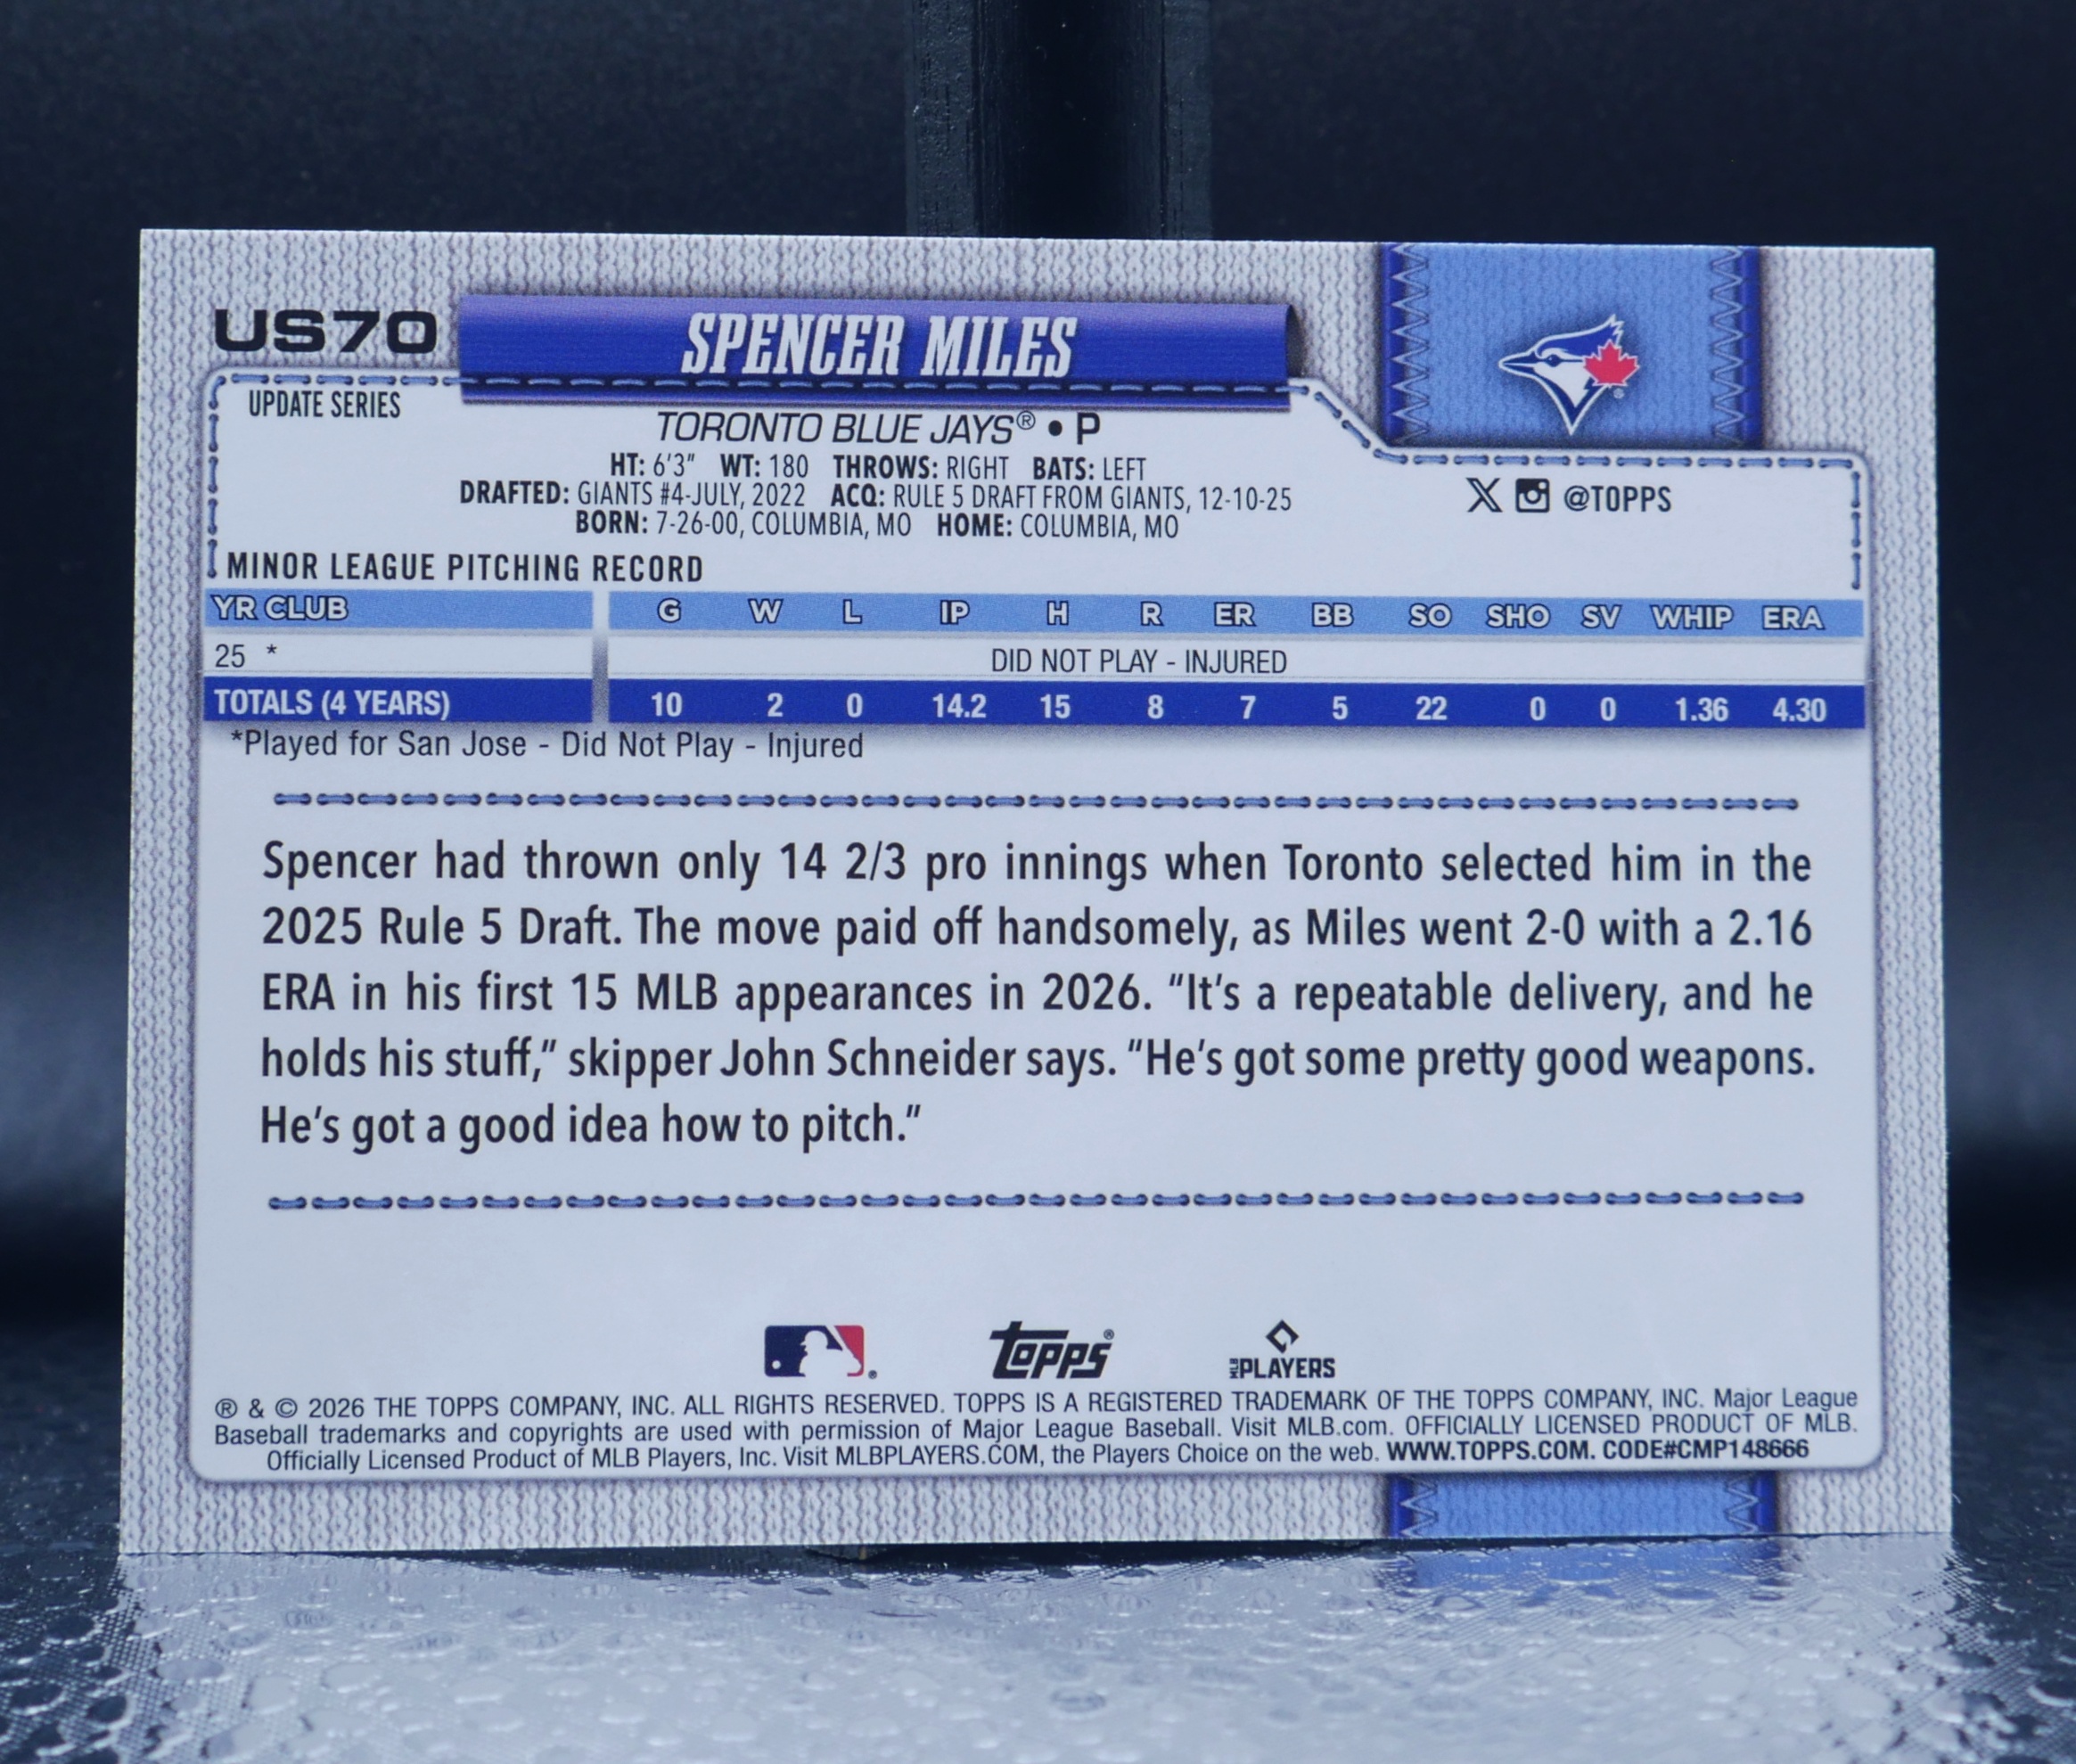 US70
SPENCER MILES
UPDATE SERIES
TORONTO BLUE JAYS® • P
HT: 6'3" WT: 180 THROWS: RIGHT BATS: LEFT
DRAFTED: GIANTS #4-JULY, 2022 ACQ: RULE 5 DRAFT FROM GIANTS, 12-10-25
BORN: 7-26-00, COLUMBIA, MO HOME: COLUMBIA, MO
@TOPPS
MINOR LEAGUE PITCHING RECORD
YR CLUB G W L IP H R ER BB SO SHO SV WHIP ERA
25 * DID NOT PLAY - INJURED
TOTALS (4 YEARS) 10 2 0 14.2 15 8 7 5 22 0 0 1.36 4.30
*Played for San Jose - Did Not Play - Injured
Spencer had thrown only 14 2/3 pro innings when Toronto selected him in the
2025 Rule 5 Draft. The move paid off handsomely, as Miles went 2-0 with a 2.16
ERA in his first 15 MLB appearances in 2026. “It's a repeatable delivery, and he
holds his stuff,” skipper John Schneider says. “He's got some pretty good weapons.
He's got a good idea how to pitch.”
topps®
MLB PLAYERS
® & © 2026 THE TOPPS COMPANY, INC. ALL RIGHTS RESERVED. TOPPS IS A REGISTERED TRADEMARK OF THE TOPPS COMPANY, INC. Major League
Baseball trademarks and copyrights are used with permission of Major League Baseball. Visit MLB.com. OFFICIALLY LICENSED PRODUCT OF MLB.
Officially Licensed Product of MLB Players, Inc. Visit MLBPLAYERS.COM, the Players Choice on the web. WWW.TOPPS.COM. CODE#CMP148666